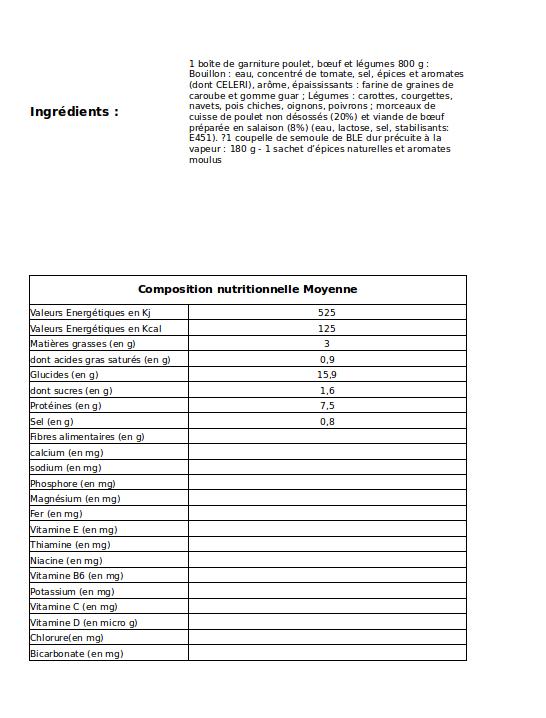 1 boîte de garniture poulet, bœuf et légumes 800 g :
Bouillon : eau, concentré de tomate, sel, épices et aromates
(dont CELERI), arôme, épaississants : farine de graines de
caroube et gomme guar ; Légumes : carottes, courgettes,
Ingrédients :
navets, pois chiches, oignons, poivrons ; morceaux de
cuisse de poulet non désossés (20%) et viande de bœuf
préparée en salaison (8%) (eau, lactose, sel, stabilisants:
E451). ?1 coupelle de semoule de BLE dur précuite à la
vapeur : 180 g - 1 sachet d'épices naturelles et aromates
moulus
Composition nutritionnelle Moyenne
Valeurs Energétiques en Kj 525
Valeurs Energétiques en Kcal 125
Matières grasses (en g) 3
dont acides gras saturés (en g) 0,9
Glucides (en g) 15,9
dont sucres (en g) 1,6
Protéines (en g) 7,5
Sel (en g) 0,8
Fibres alimentaires (en g)
calcium (en mg)
sodium (en mg)
Phosphore (en mg)
Magnésium (en mg)
Fer (en mg)
Vitamine E (en mg)
Thiamine (en mg)
Niacine (en mg)
Vitamine B6 (en mg)
Potassium (en mg)
Vitamine C (en mg)
Vitamine D (en micro g)
Chlorure(en mg)
Bicarbonate (en mg)